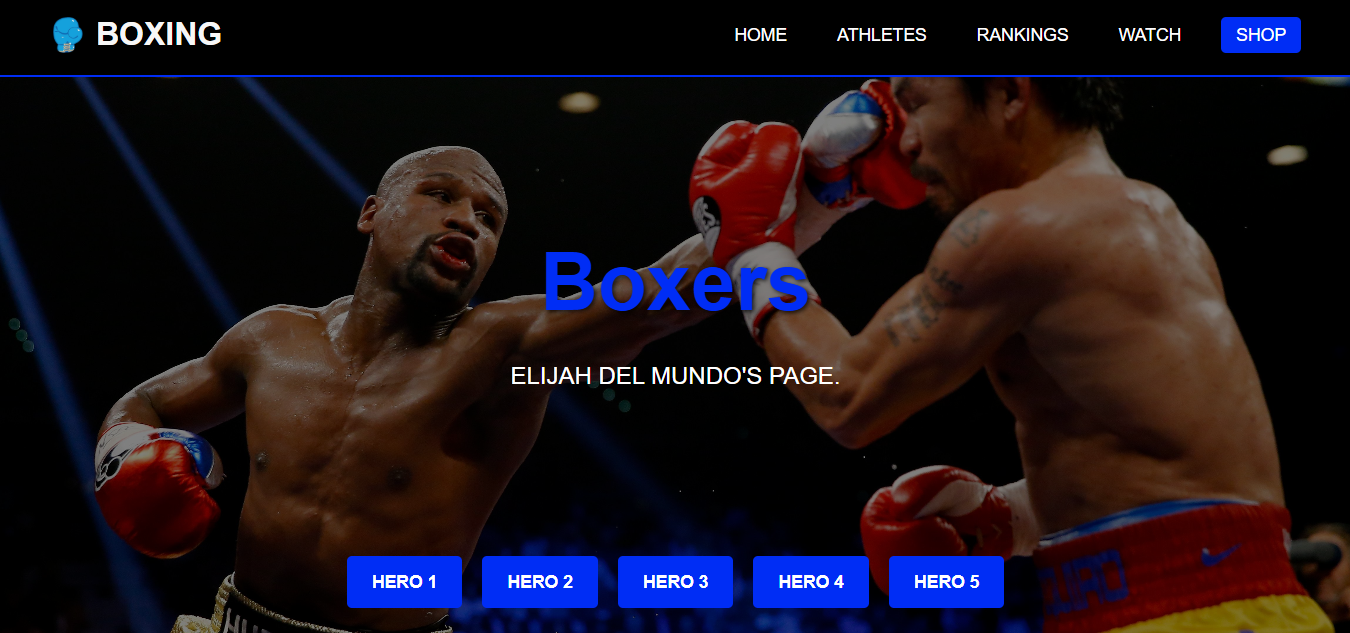 BOXING
HOME ATHLETES RANKINGS WATCH SHOP
Boxers
ELIJAH DEL MUNDO'S PAGE.
HERO 1 HERO 2 HERO 3 HERO 4 HERO 5